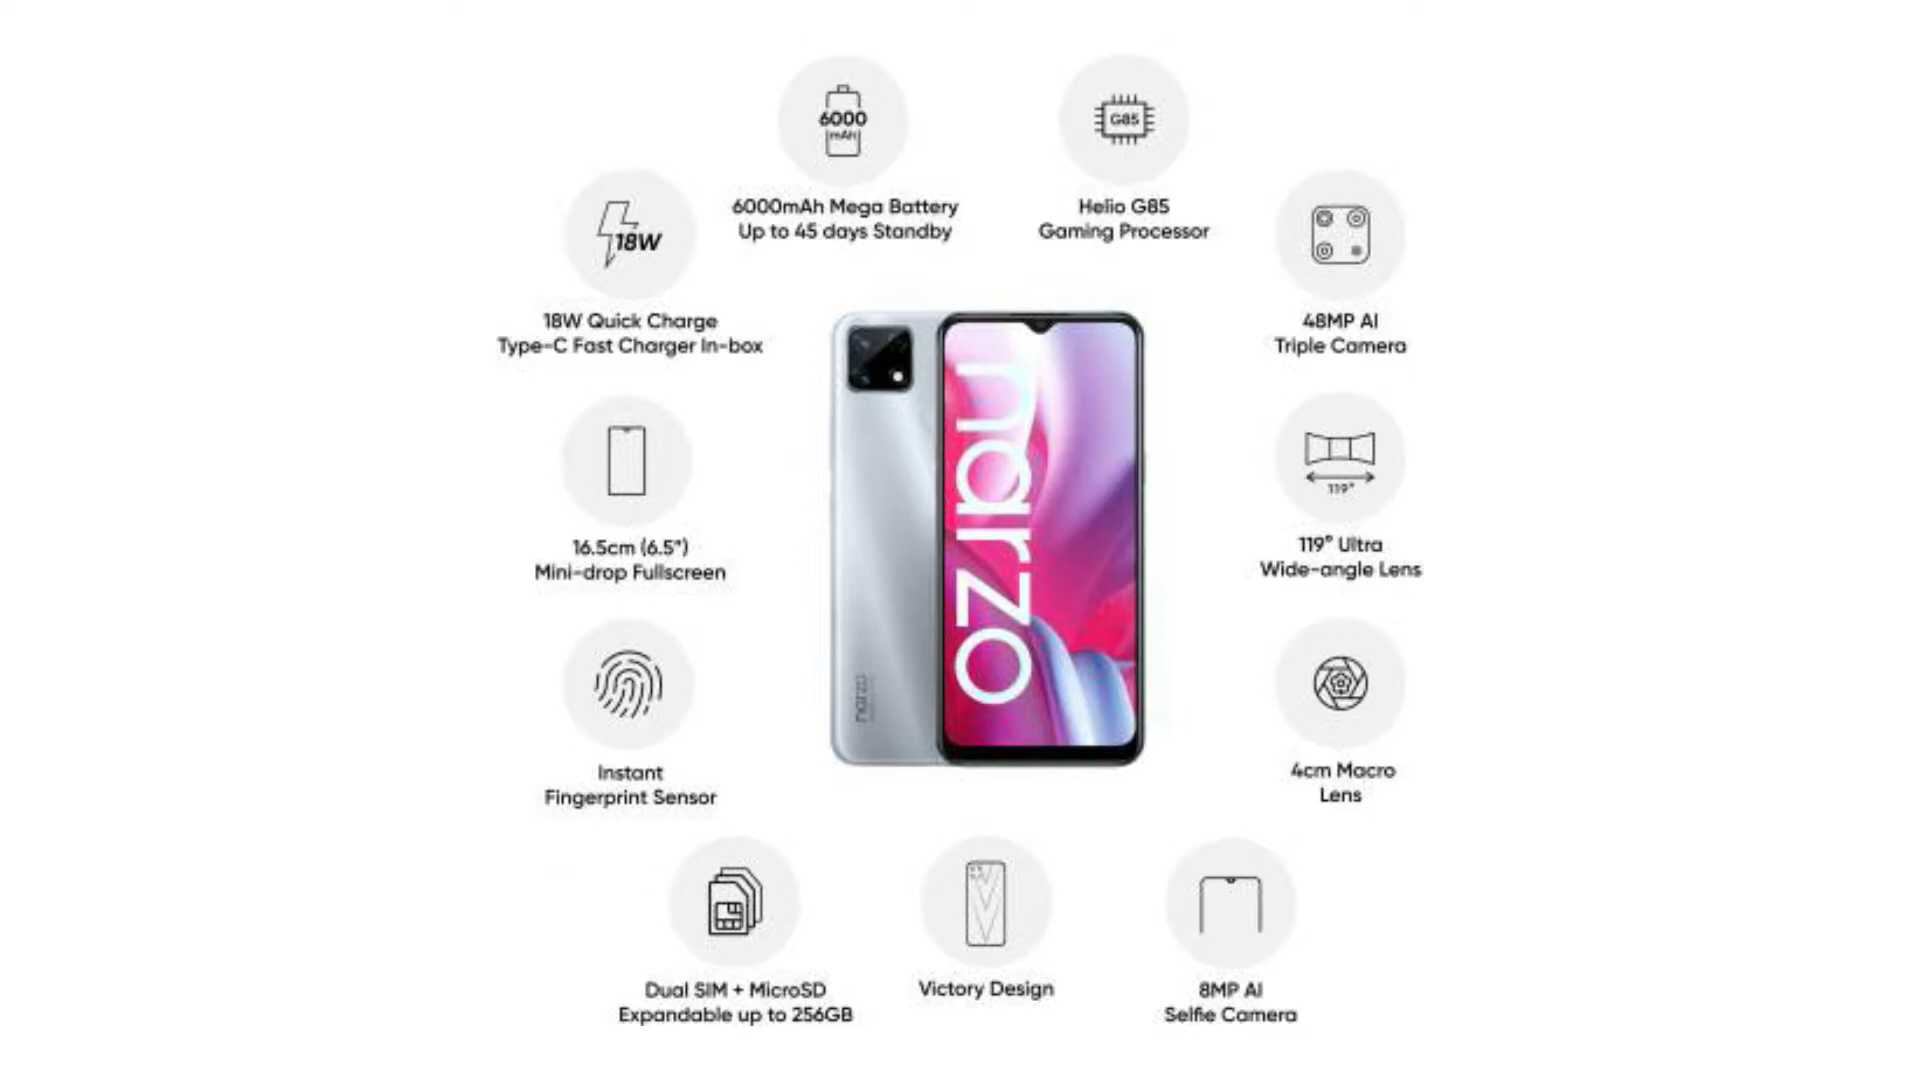 6000
mAh
G85
6000mAh Mega Battery
Up to 45 days Standby
Helio G85
Gaming Processor
18W
18W Quick Charge
Type-C Fast Charger In-box
48MP AI
Triple Camera
narzo
narzo
119°
16.5cm (6.5")
Mini-drop Fullscreen
119° Ultra
Wide-angle Lens
Instant
Fingerprint Sensor
4cm Macro
Lens
Dual SIM + MicroSD
Expandable up to 256GB
Victory Design
8MP AI
Selfie Camera